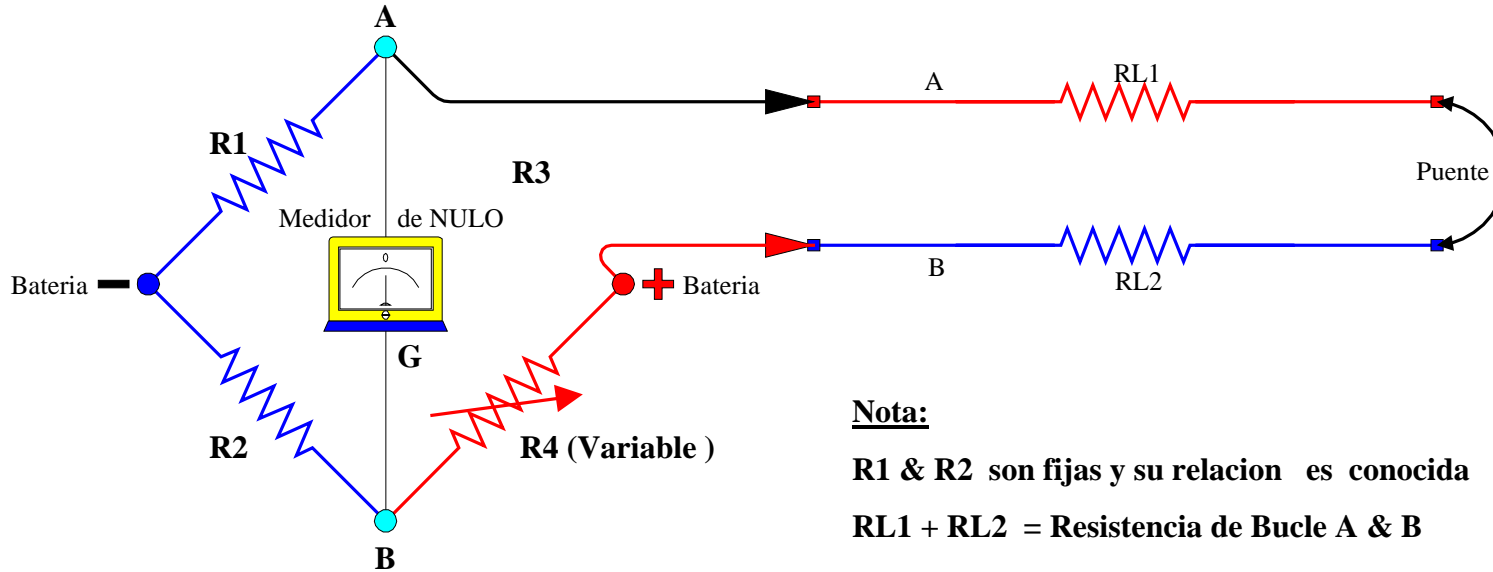 A
A
RL1
R1
R3
Puente
Medidor de NULO
0
Bateria
Bateria
B
RL2
G
R2
R4 (Variable )
Nota:
R1 & R2 son fijas y su relacion es conocida
RL1 + RL2 = Resistencia de Bucle A & B
B